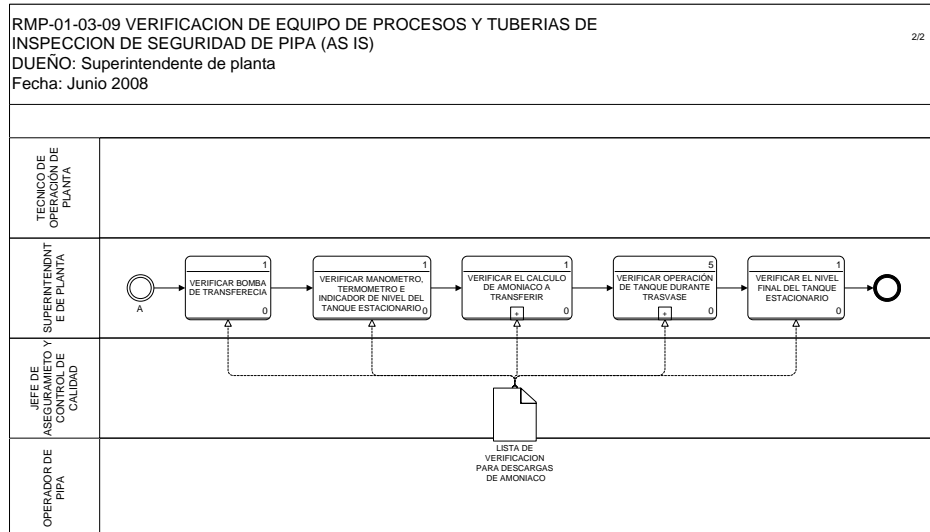 RMP-01-03-09 VERIFICACION DE EQUIPO DE PROCESOS Y TUBERIAS DE
INSPECCION DE SEGURIDAD DE PIPA (AS IS)
DUEÑO: Superintendente de planta
Fecha: Junio 2008
2/2
TECNICO DE
OPERACIÓN DE
PLANTA
SUPERINTENDNT
E DE PLANTA
A
1
VERIFICAR BOMBA
DE TRANSFERECIA
0
1
VERIFICAR MANOMETRO,
TERMOMETRO E
INDICADOR DE NIVEL DEL
TANQUE ESTACIONARIO
0
1
VERIFICAR EL CALCULO
DE AMONIACO A
TRANSFERIR
+
0
5
VERIFICAR OPERACIÓN
DE TANQUE DURANTE
TRASVASE
+
0
1
VERIFICAR EL NIVEL
FINAL DEL TANQUE
ESTACIONARIO
0
JEFE DE
ASEGURAMIETO Y
CONTROL DE
CALIDAD
LISTA DE
VERIFICACION
PARA DESCARGAS
DE AMONIACO
OPERADOR DE
PIPA